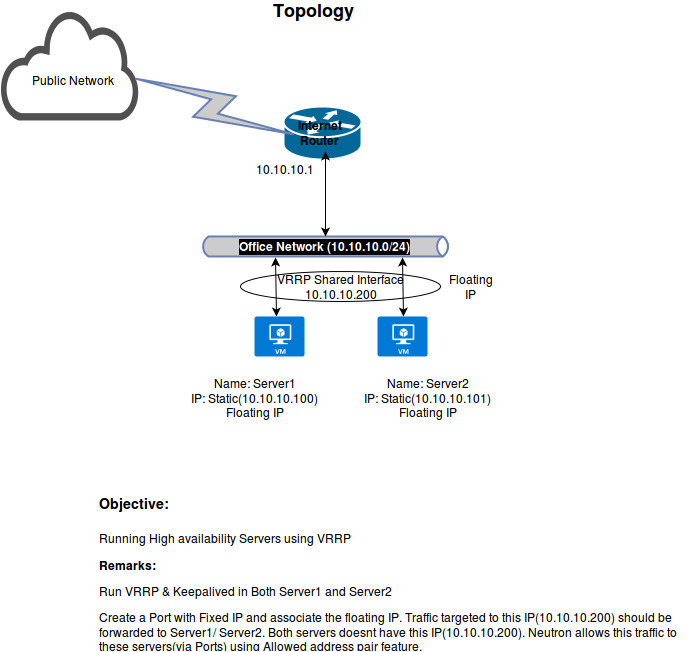 Topology
Public Network
Internet
Router
10.10.10.1
Office Network (10.10.10.0/24)
VRRP Shared Interface
10.10.10.200
Floating
IP
VM
VM
Name: Server1
IP: Static(10.10.10.100)
Floating IP
Name: Server2
IP: Static(10.10.10.101)
Floating IP
Objective:
Running High availability Servers using VRRP
Remarks:
Run VRRP & Keepalived in Both Server1 and Server2
Create a Port with Fixed IP and associate the floating IP. Traffic targeted to this IP(10.10.10.200) should be
forwarded to Server1/ Server2. Both servers doesnt have this IP(10.10.10.200). Neutron allows this traffic to
these servers(via Ports) using Allowed address pair feature.